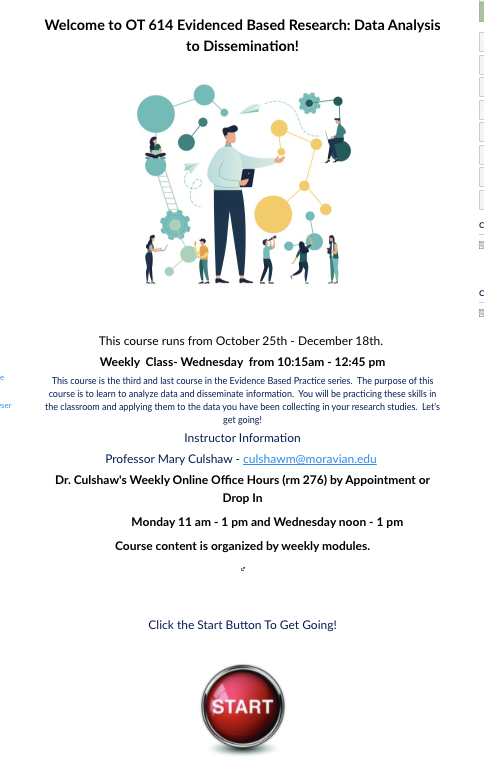 Welcome to OT 614 Evidenced Based Research: Data Analysis
to Dissemination!
This course runs from October 25th - December 18th.
Weekly Class- Wednesday from 10:15am - 12:45 pm
This course is the third and last course in the Evidence Based Practice series. The purpose of this
course is to learn to analyze data and disseminate information. You will be practicing these skills in
the classroom and applying them to the data you have been collecting in your research studies. Let's
get going!
Instructor Information
Professor Mary Culshaw - culshawm@moravian.edu
Dr. Culshaw's Weekly Online Office Hours (rm 276) by Appointment or
Drop In
Monday 11 am - 1 pm and Wednesday noon - 1 pm
Course content is organized by weekly modules.
Click the Start Button To Get Going!
START